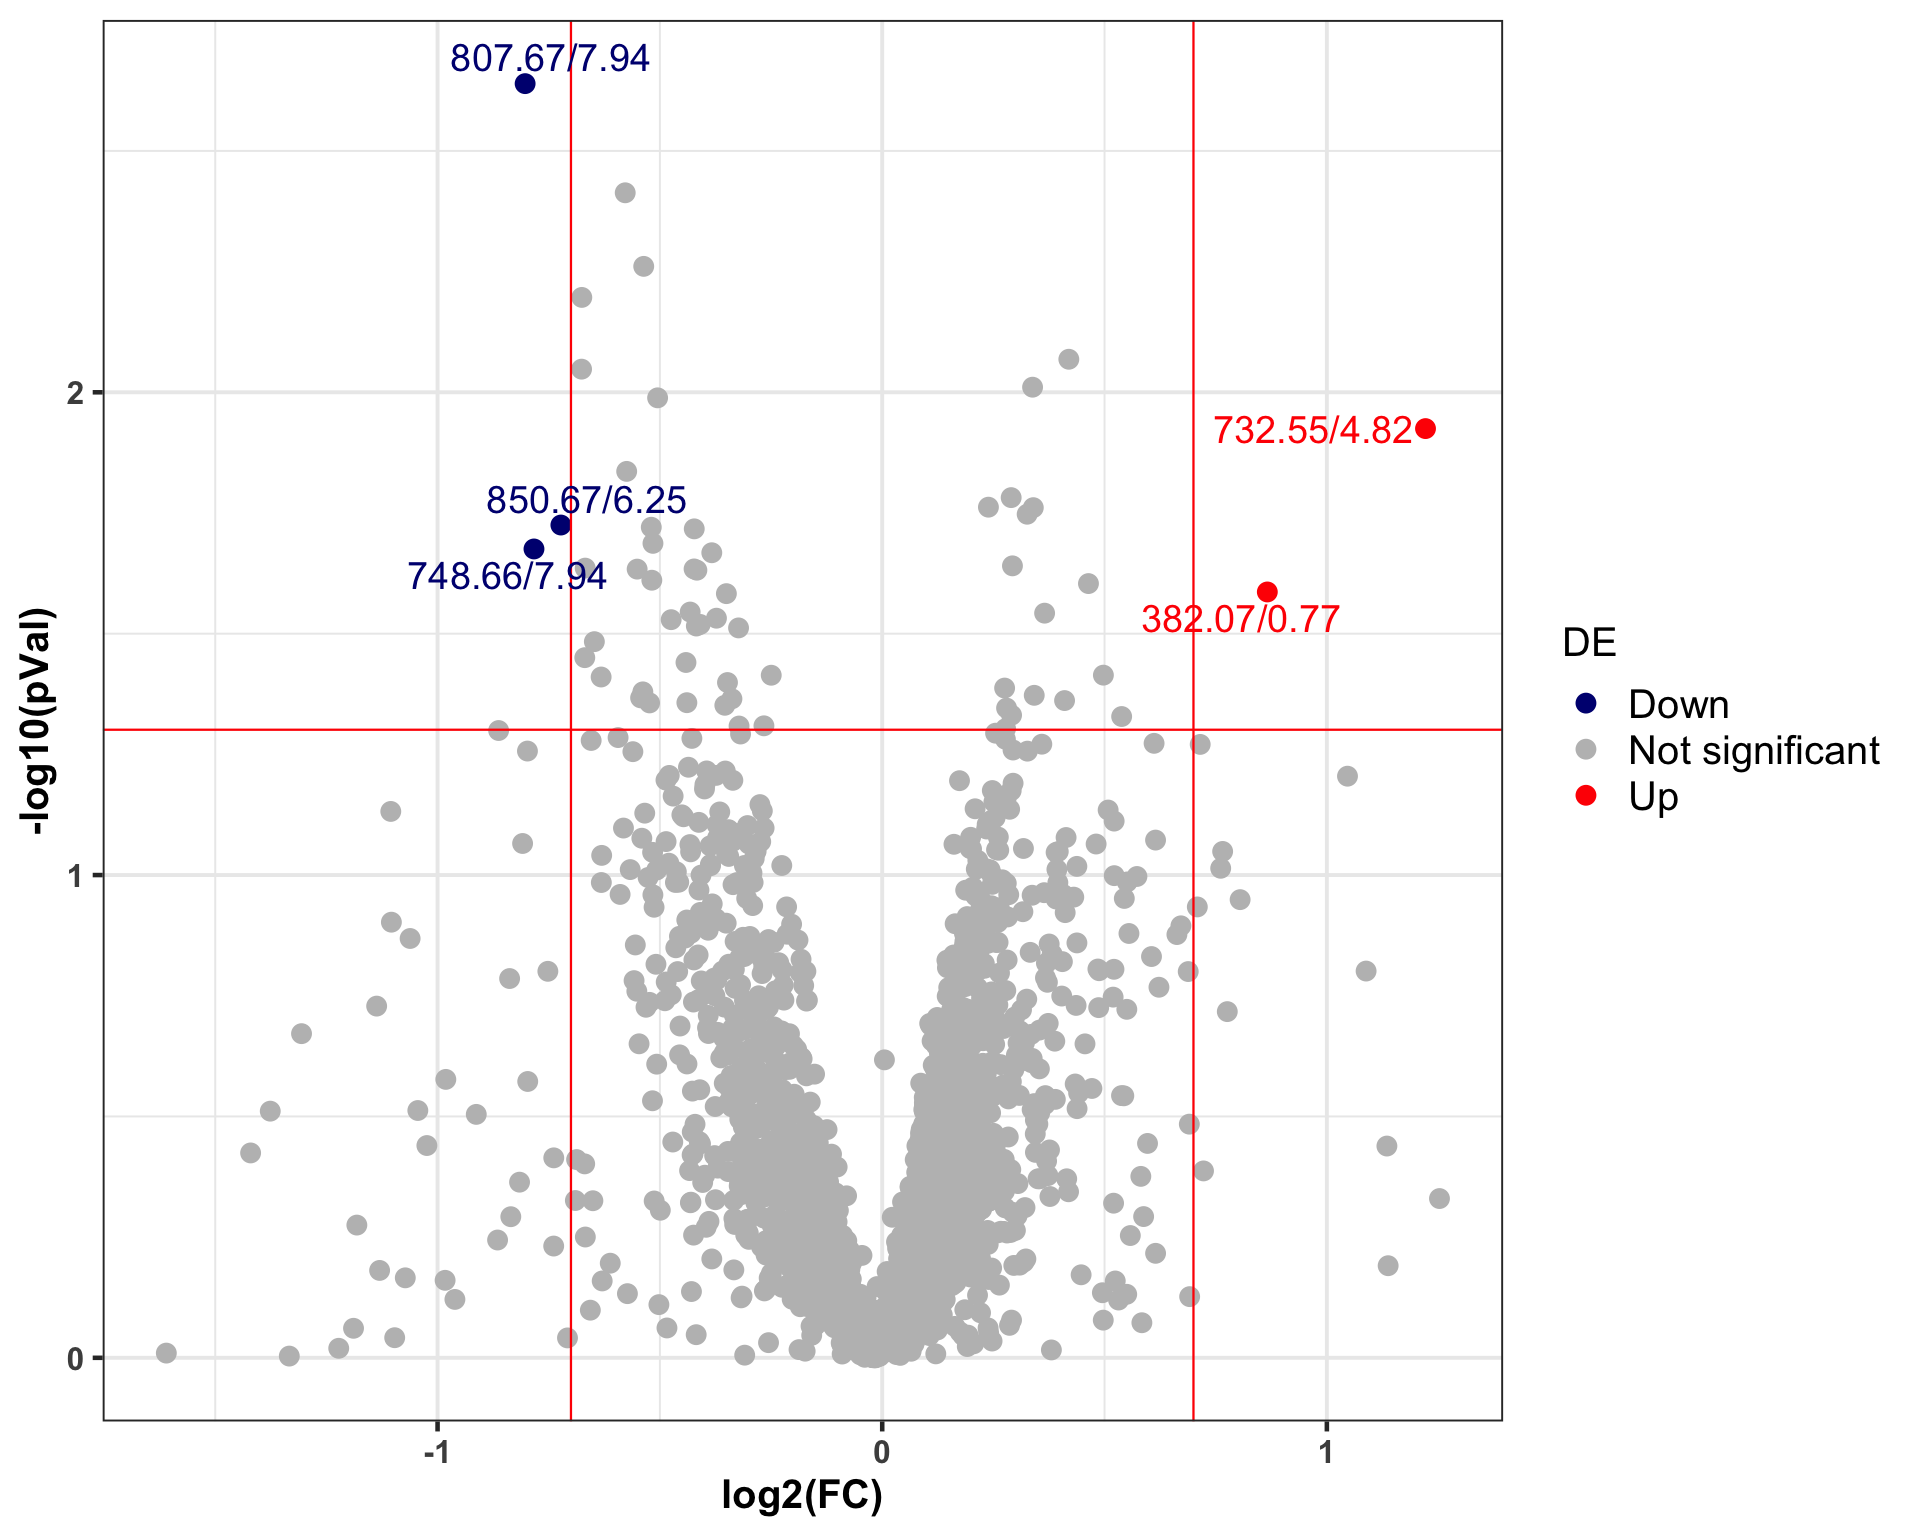 807.67/7.94
2
732.55/4.82
850.67/6.25
748.66/7.94
382.07/0.77
-log10(pVal)
DE
Down
Not significant
Up
1
0
-1
0
1
log2(FC)